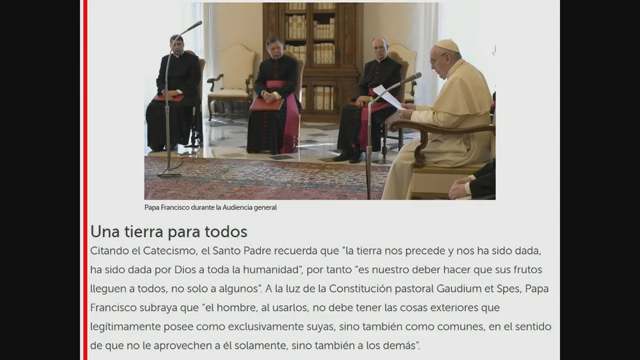 Papa Francisco durante la Audiencia general
Una tierra para todos
Citando el Catecismo, el Santo Padre recuerda que “la tierra nos precede y nos ha sido dada,
ha sido dada por Dios a toda la humanidad”, por tanto “es nuestro deber hacer que sus frutos
lleguen a todos, no solo a algunos”. A la luz de la Constitución pastoral Gaudium et Spes, Papa
Francisco subraya que “el hombre, al usarlos, no debe tener las cosas exteriores que
legítimamente posee como exclusivamente suyas, sino también como comunes, en el sentido
de que no le aprovechen a él solamente, sino también a los demás”.